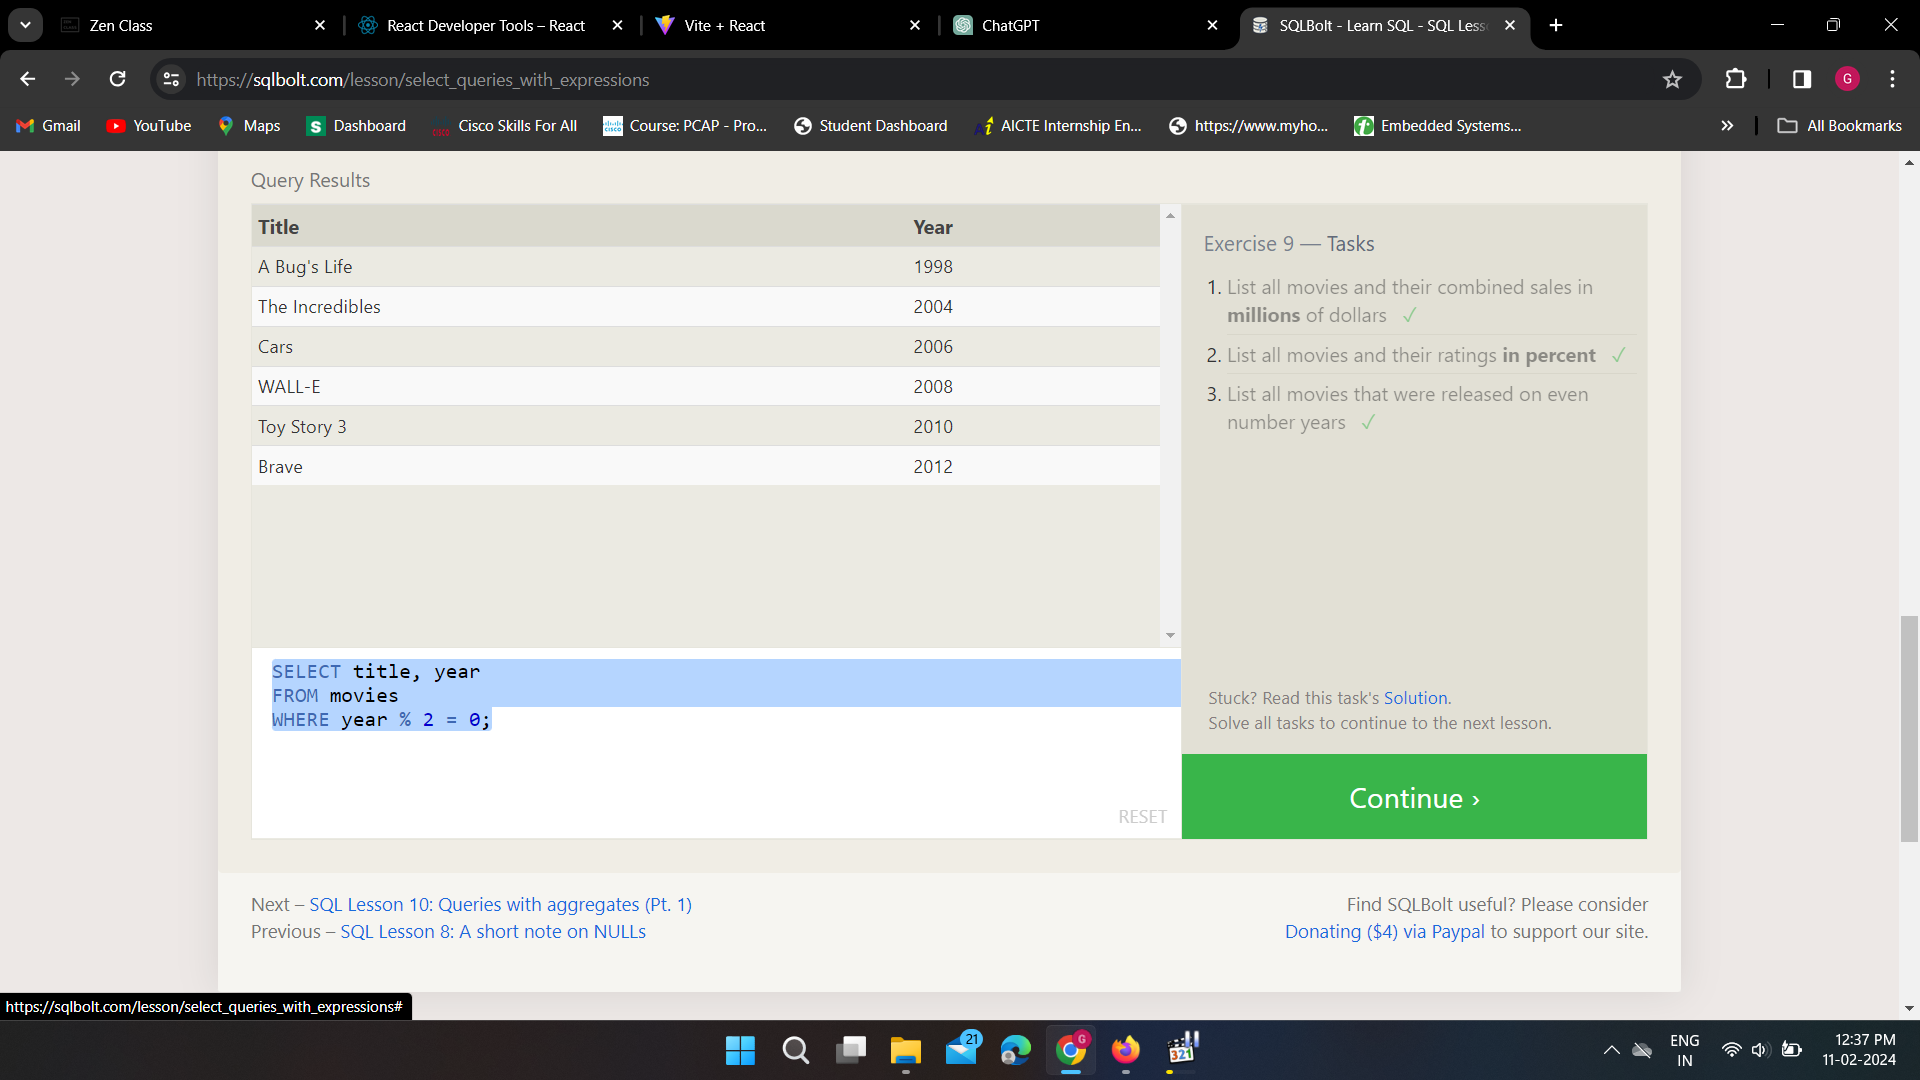 Zen Class
React Developer Tools – React
Vite + React
ChatGPT
SQLBolt - Learn SQL - SQL Less
https://sqlbolt.com/lesson/select_queries_with_expressions
G
Gmail
YouTube
Maps
Dashboard
Cisco Skills For All
Course: PCAP - Pro...
Student Dashboard
AICTE Internship En...
https://www.myho...
Embedded Systems...
All Bookmarks
Query Results
Title Year
A Bug's Life 1998
The Incredibles 2004
Cars 2006
WALL-E 2008
Toy Story 3 2010
Brave 2012
Exercise 9 — Tasks
1. List all movies and their combined sales in
millions of dollars ✓
2. List all movies and their ratings in percent ✓
3. List all movies that were released on even
number years ✓
SELECT title, year
FROM movies
WHERE year % 2 = 0;
RESET
Stuck? Read this task's Solution.
Solve all tasks to continue to the next lesson.
Continue ›
Next – SQL Lesson 10: Queries with aggregates (Pt. 1)
Previous – SQL Lesson 8: A short note on NULLs
Find SQLBolt useful? Please consider
Donating ($4) via Paypal to support our site.
https://sqlbolt.com/lesson/select_queries_with_expressions#
21
G
321
ENG
IN
12:37 PM
11-02-2024